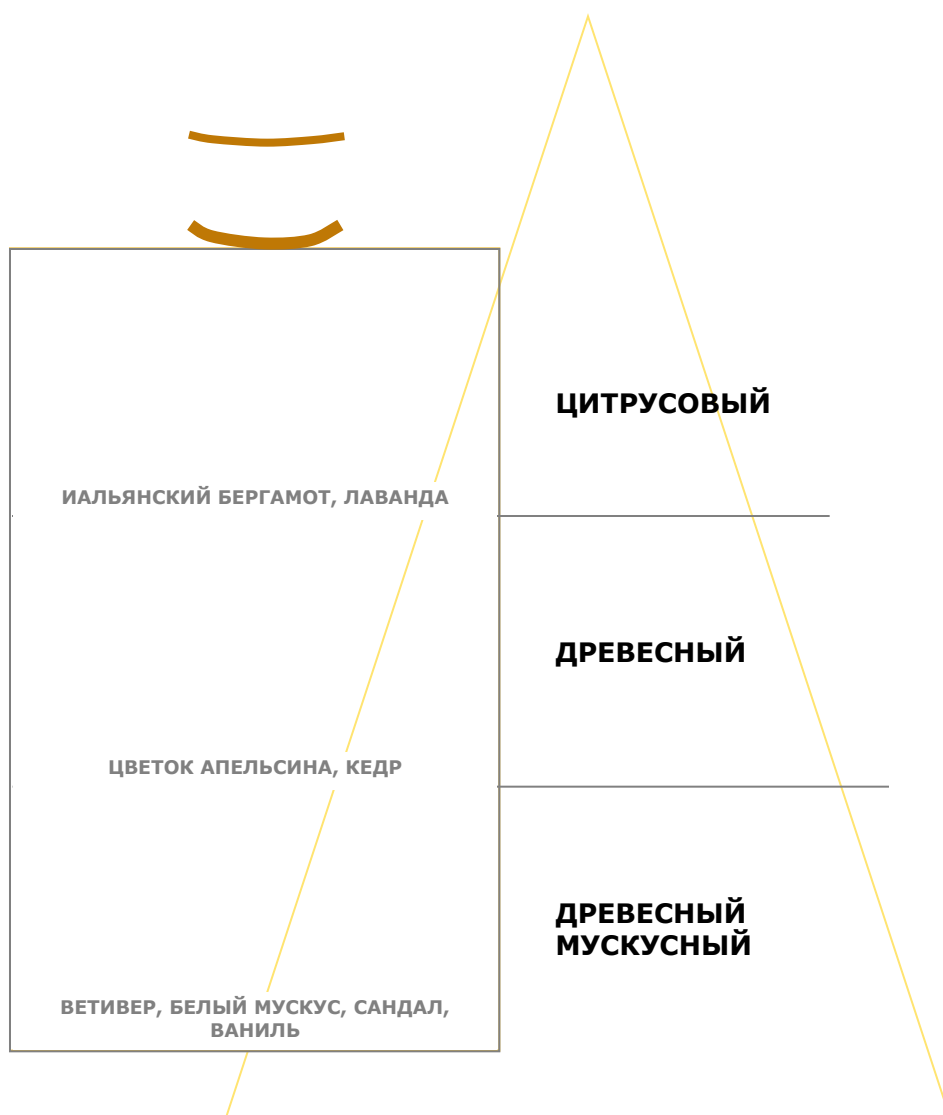 ЦИТРУСОВЫЙ
ИАЛЬЯНСКИЙ БЕРГАМОТ, ЛАВАНДА
ДРЕВЕСНЫЙ
ЦВЕТОК АПЕЛЬСИНА, КЕДР
ДРЕВЕСНЫЙ
МУСКУСНЫЙ
ВЕТИВЕР, БЕЛЫЙ МУСКУС, САНДАЛ,
ВАНИЛЬ